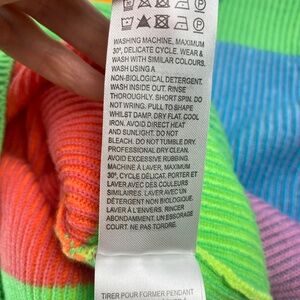 WASHING MACHINE, MAXIMUM
30°, DELICATE CYCLE. WEAR &
WASH WITH SIMILAR COLOURS.
WASH USING A
NON-BIOLOGICAL DETERGENT.
WASH INSIDE OUT. RINSE
THOROUGHLY. SHORT SPIN. DO
NOT WRING. PULL TO SHAPE
WHILST DAMP. DRY FLAT. COOL
IRON. AVOID DIRECT HEAT
AND SUNLIGHT. DO NOT
BLEACH. DO NOT TUMBLE DRY.
PROFESSIONAL DRY CLEAN.
AVOID EXCESSIVE RUBBING.
MACHINE À LAVER, MAXIMUM
30°, CYCLE DÉLICAT. PORTER ET
LAVER AVEC DES COULEURS
SIMILAIRES. LAVER AVEC UN
DÉTERGENT NON BIOLOGIQUE.
LAVER À L'ENVERS. RINCER
ABONDAMMENT. UN ESSORAGE
COURT. NE PAS TORDRE.
TIRER POUR FORMER PENDANT